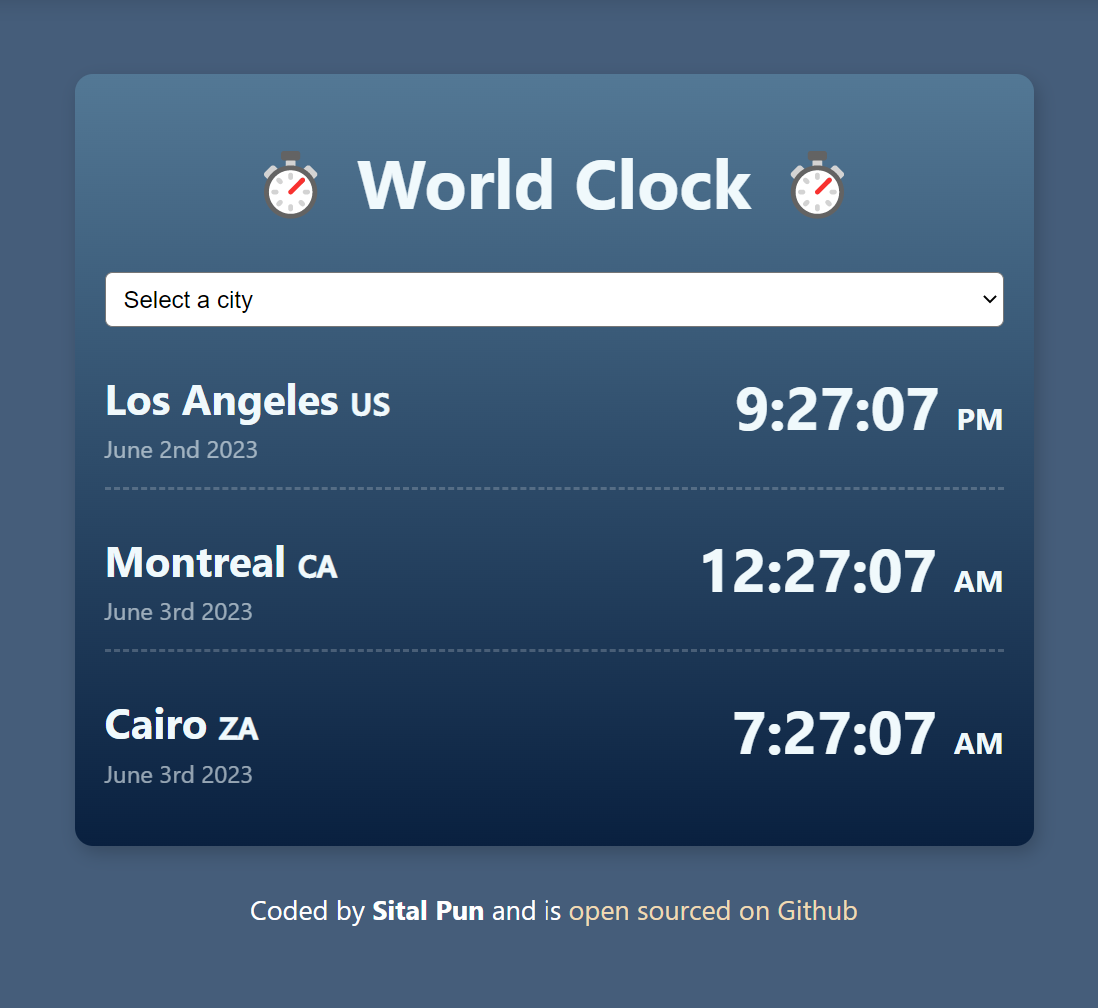 World Clock
Select a city
Los Angeles US
9:27:07 PM
June 2nd 2023
Montreal CA
12:27:07 AM
June 3rd 2023
Cairo ZA
7:27:07 AM
June 3rd 2023
Coded by Sital Pun and is open sourced on Github